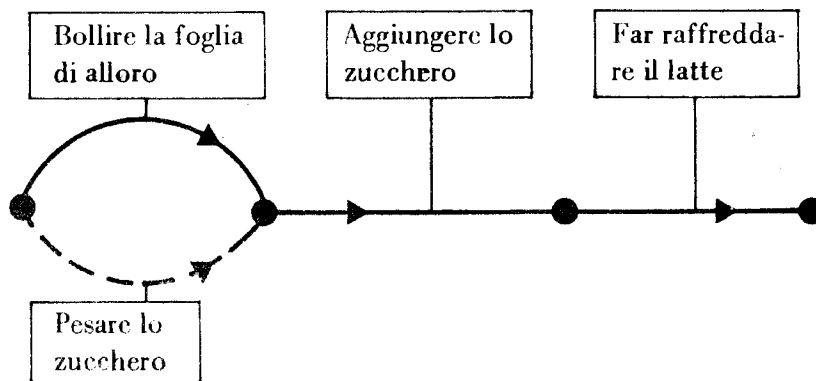 Bollire la foglia
di alloro
Aggiungere lo
zucchero
Far raffredda-
re il latte
Pesare lo
zucchero